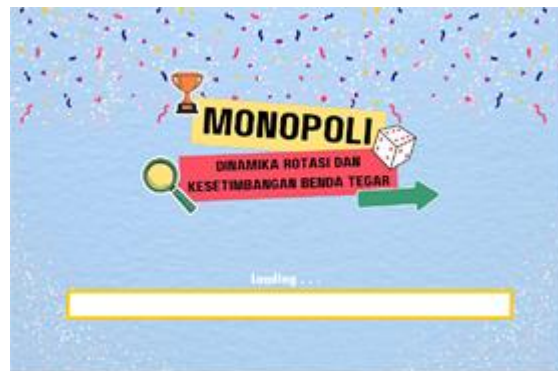 MONOPOLI
DINAMIKA ROTASI DAN
KESETIMBANGAN BENDA TEGAR
Loading . . .